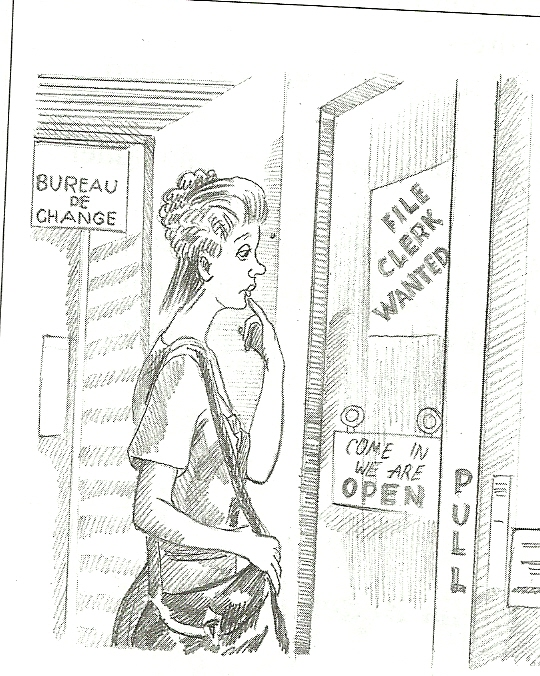 BUREAU
DE
CHANGE
FILE
CLERK
WANTED
COME IN
WE ARE
OPEN
PULL